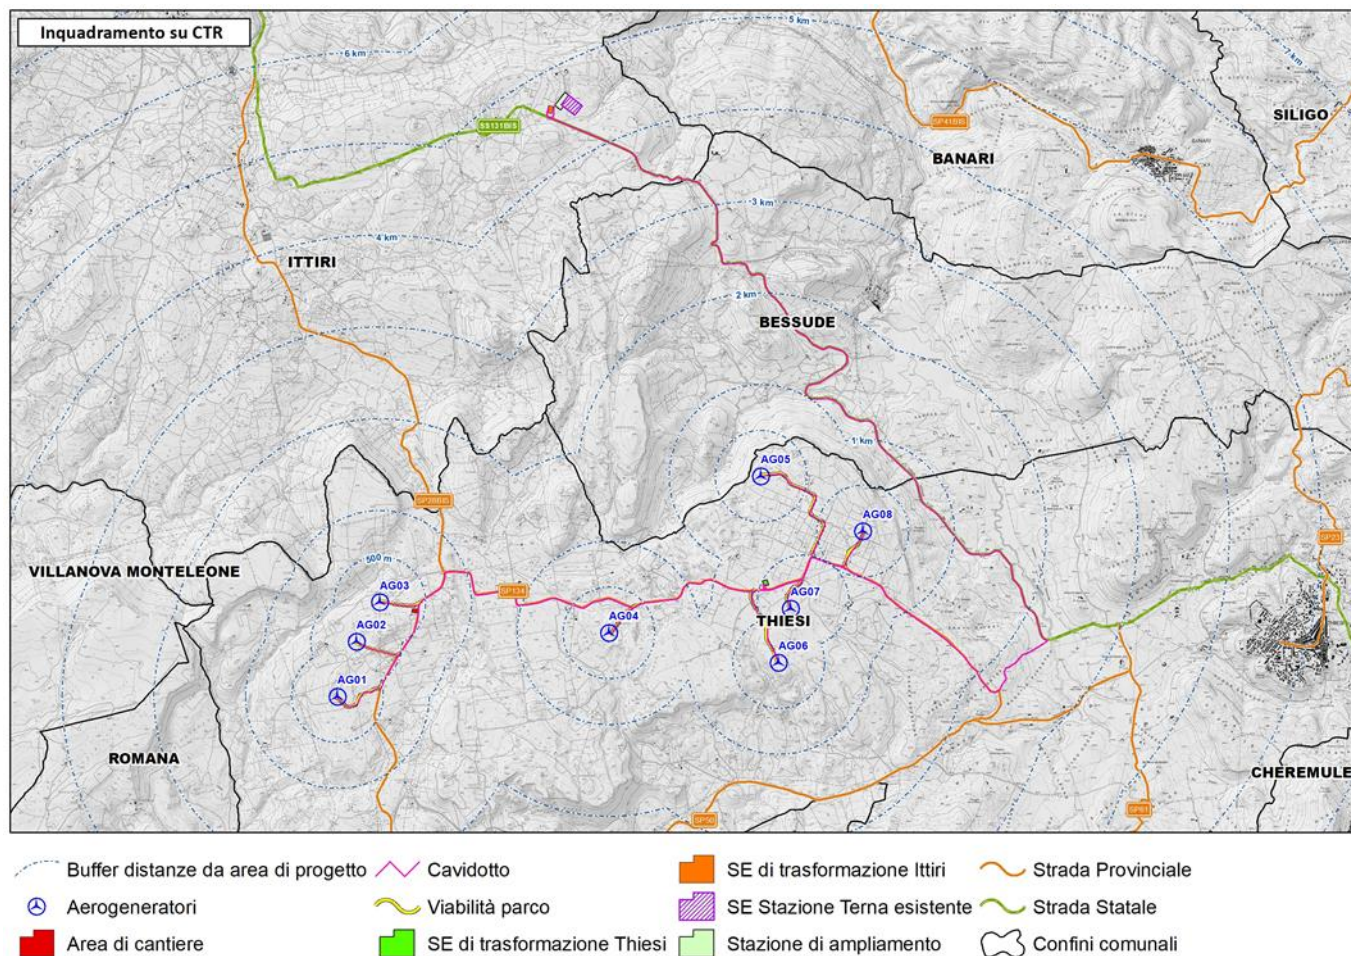 Inquadramento su CTR
5 km
6 km
SS131BIS
SP41BIS
SILIGO
BANARI
BANARI
3 km
4 km
ITTIRI
2 km
BESSUDE
1 km
AG05
SP28BIS
AG08
SP23
500 m
VILLANOVA MONTELEONE
AG03
SP134
AG07
AG04
THIESI
AG02
AG06
AG01
ROMANA
CHEREMULE
SP50
SP81
Buffer distanze da area di progetto
Cavidotto
SE di trasformazione Ittiri
Strada Provinciale
Aerogeneratori
Viabilità parco
SE Stazione Terna esistente
Strada Statale
Area di cantiere
SE di trasformazione Thiesi
Stazione di ampliamento
Confini comunali